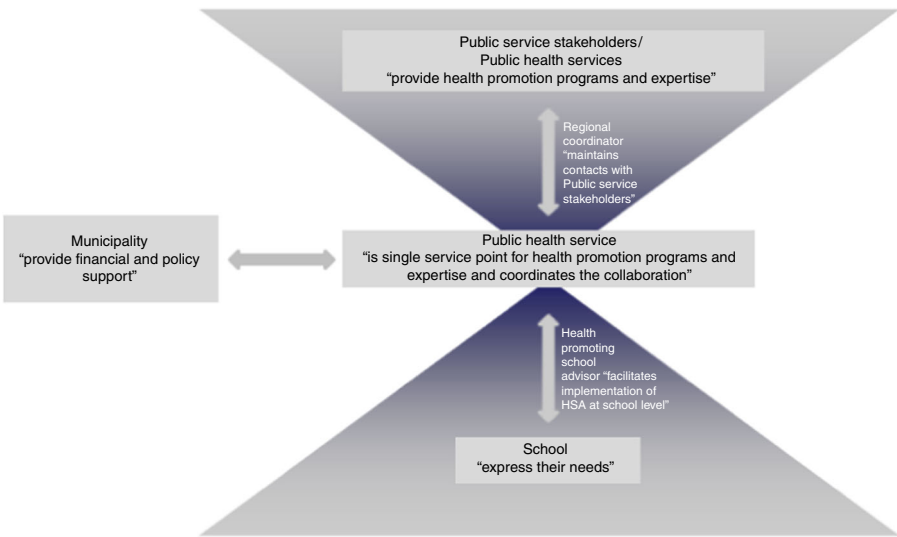 Public service stakeholders/
Public health services
“provide health promotion programs and expertise”
Regional
coordinator
“maintains
contacts with
Public service
stakeholders”
Municipality
“provide financial and policy
support”
Public health service
“is single service point for health promotion programs and
expertise and coordinates the collaboration”
Health
promoting
school
advisor “facilitates
implementation of
HSA at school level”
School
“express their needs”